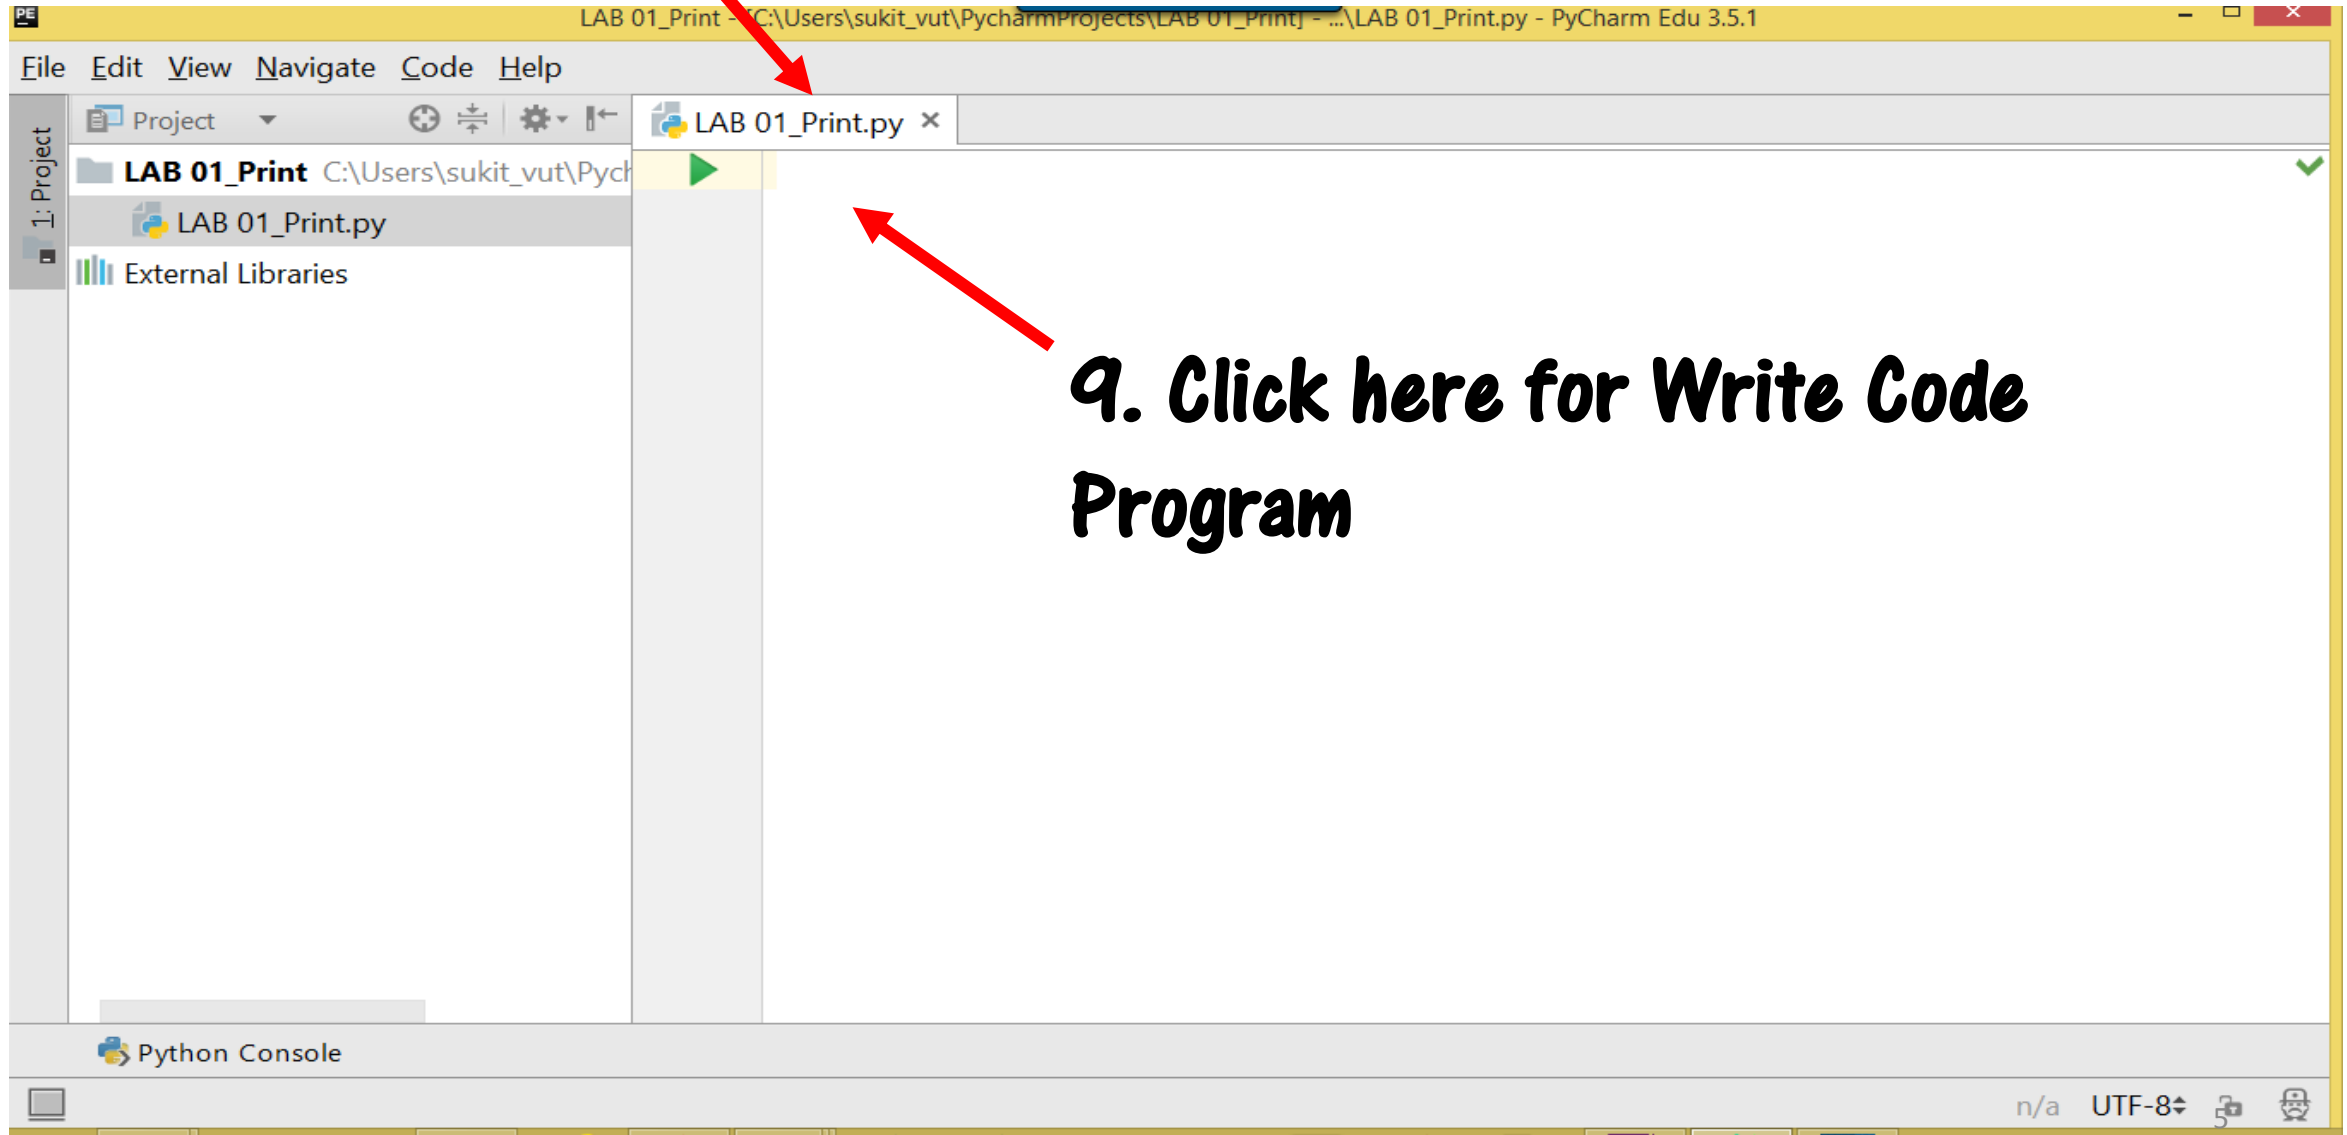 PE
LAB 01_Print - [C:\Users\sukit_vut\PycharmProjects\LAB 01_Print] - ...\LAB 01_Print.py - PyCharm Edu 3.5.1
File Edit View Navigate Code Help
Project
LAB 01_Print.py ×
1: Project
LAB 01_Print C:\Users\sukit_vut\Pych
LAB 01_Print.py
External Libraries
9. Click here for Write Code
Program
Python Console
n/a UTF-8
5